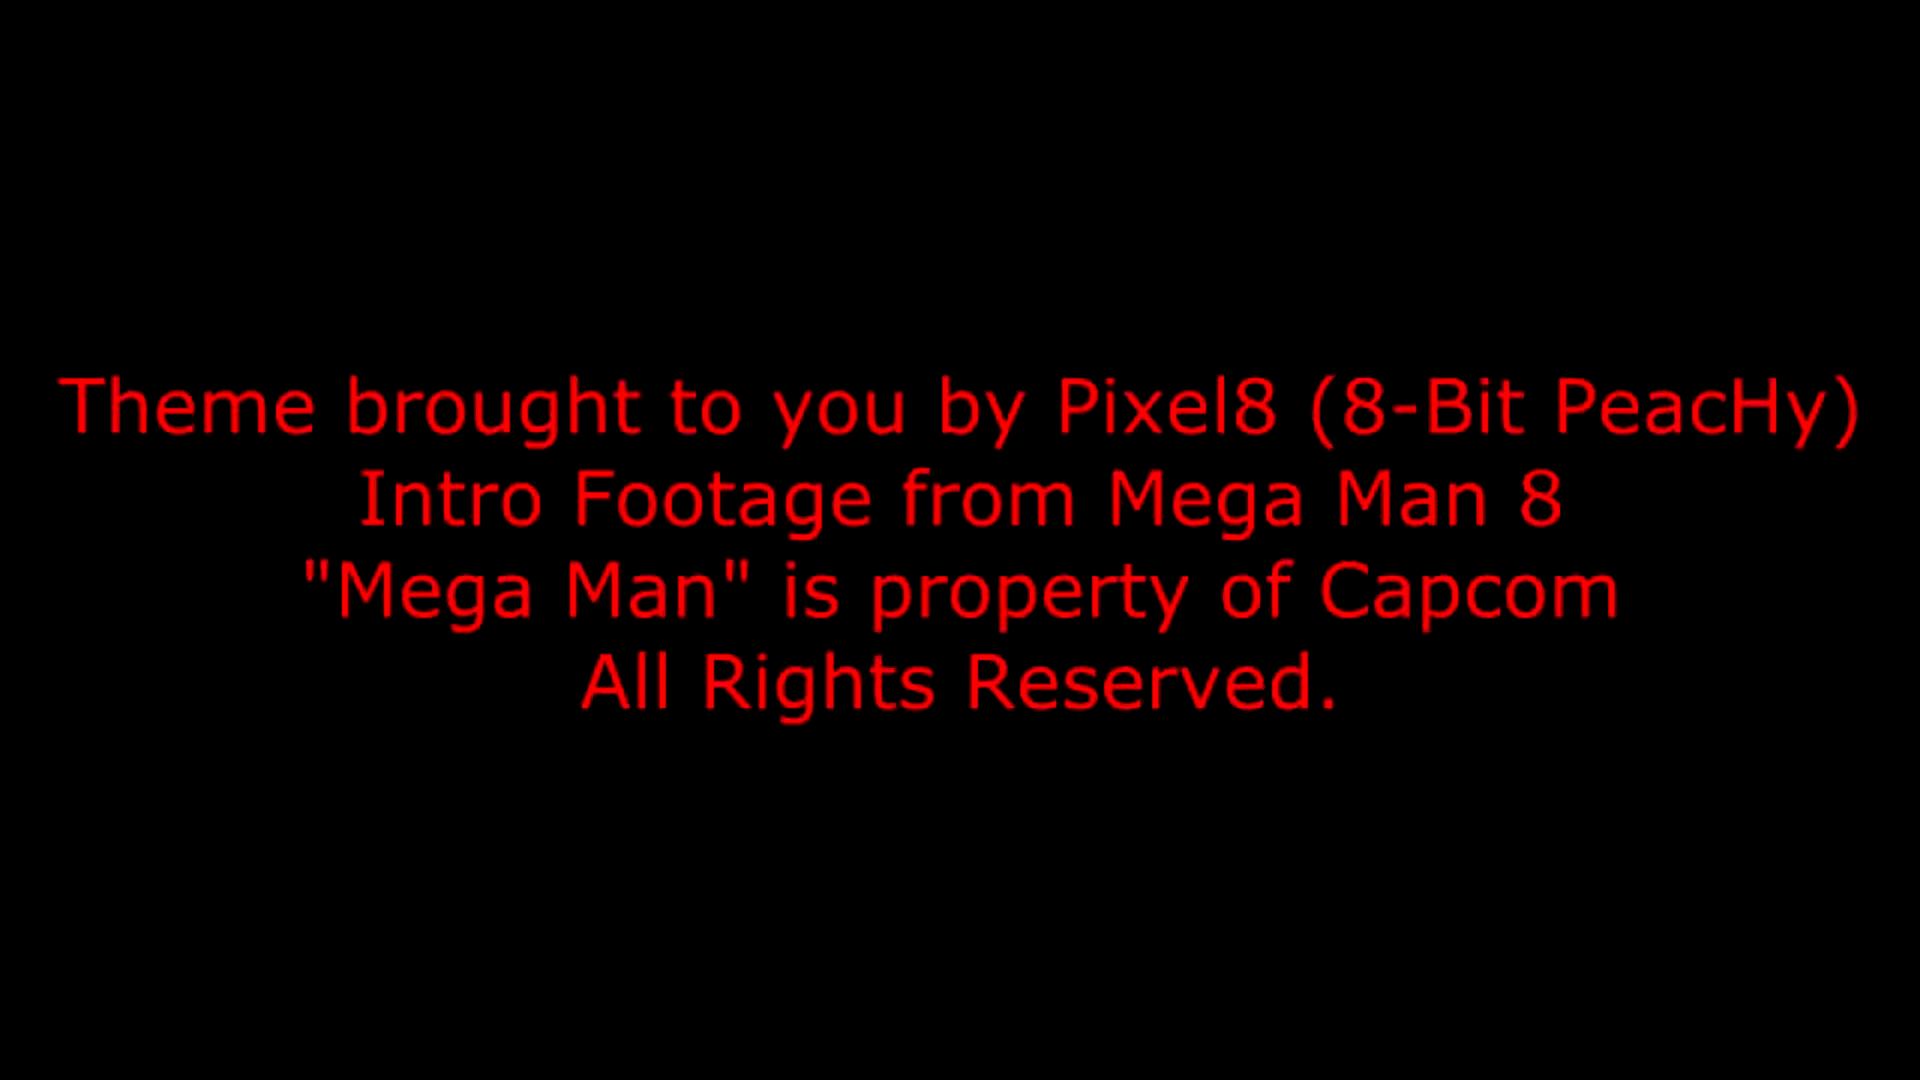 Theme brought to you by Pixel8 (8-Bit PeacHy)
Intro Footage from Mega Man 8
"Mega Man" is property of Capcom
All Rights Reserved.